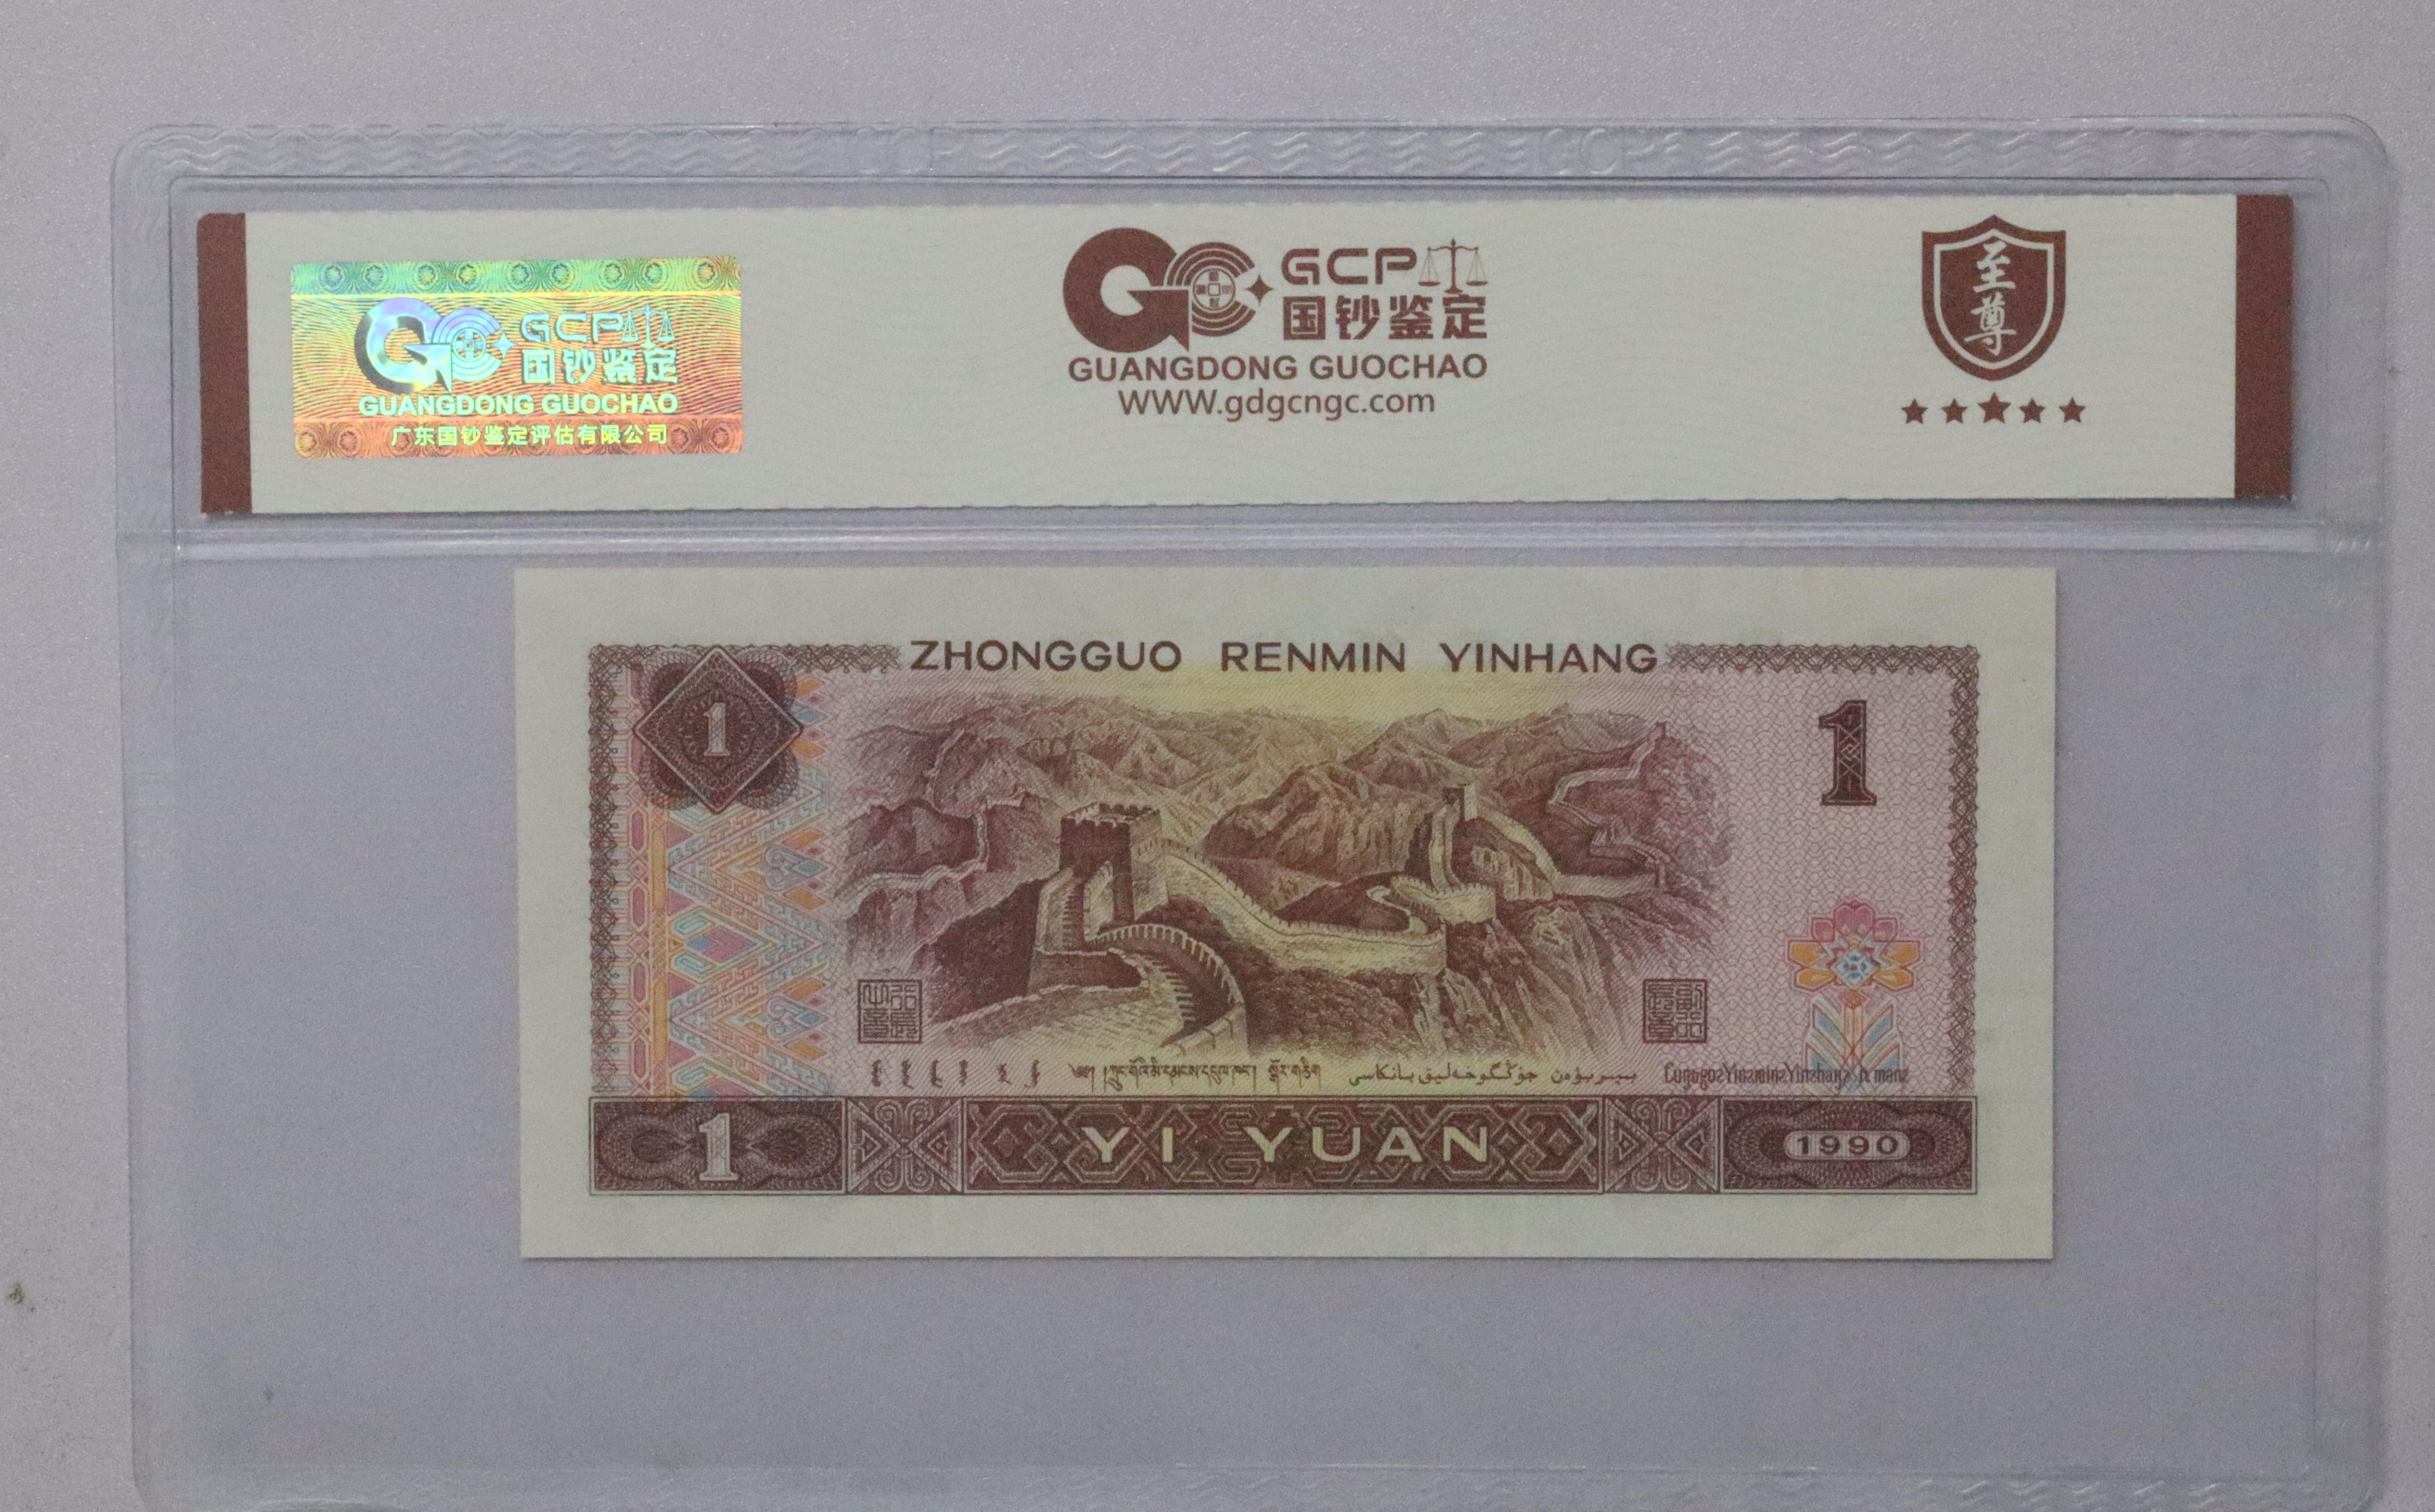 GCP
国钞鉴定
GUANGDONG GUOCHAO
广东国钞鉴定评估有限公司
GCP
国钞鉴定
GUANGDONG GUOCHAO
WWW.gdgcngc.com
至尊
ZHONGGUO RENMIN YINHANG
1
1
1
YI YUAN
1990